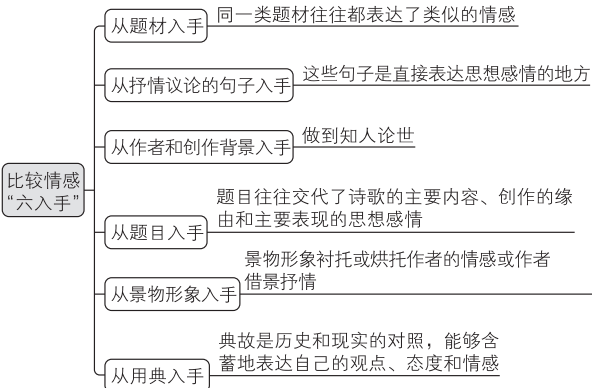 比较情感
“六入手”
从题材入手
同一类题材往往都表达了类似的情感
从抒情议论的句子入手
这些句子是直接表达思想感情的地方
从作者和创作背景入手
做到知人论世
从题目入手
题目往往交代了诗歌的主要内容、创作的缘
由和主要表现的思想感情
从景物形象入手
景物形象衬托或烘托作者的情感或作者
借景抒情
从用典入手
典故是历史和现实的对照，能够含
蓄地表达自己的观点、态度和情感